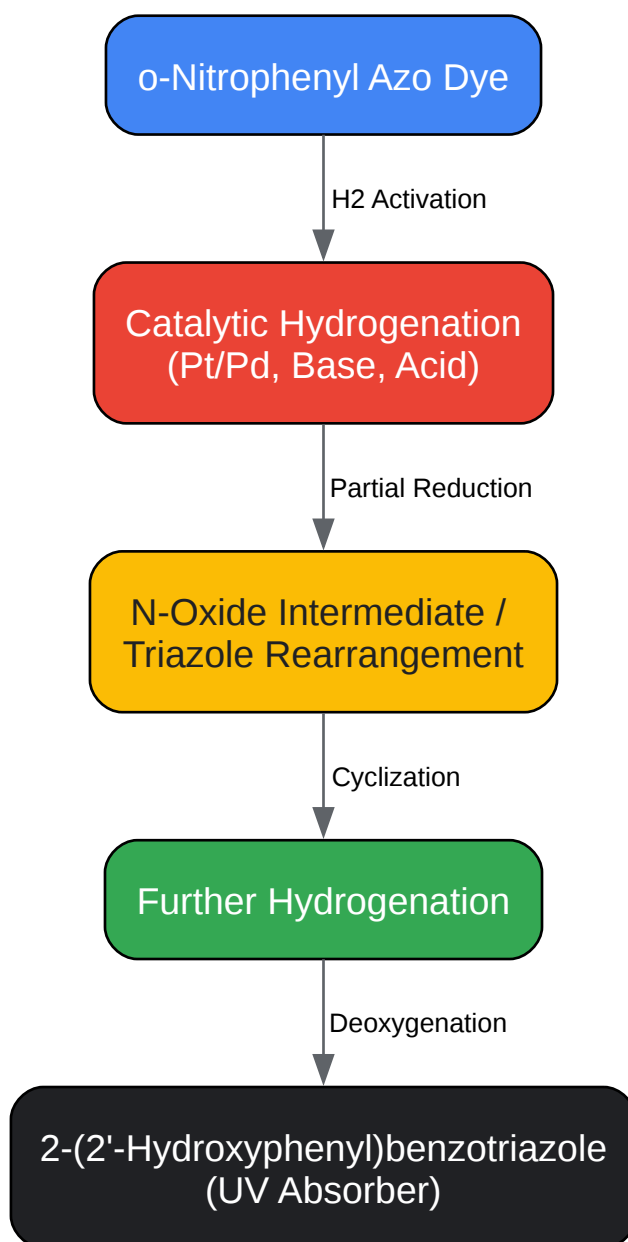 o-Nitrophenyl Azo Dye
H2 Activation
Catalytic Hydrogenation
(Pt/Pd, Base, Acid)
Partial Reduction
N-Oxide Intermediate /
Triazole Rearrangement
Cyclization
Further Hydrogenation
Deoxygenation
2-(2'-Hydroxyphenyl)benzotriazole
(UV Absorber)